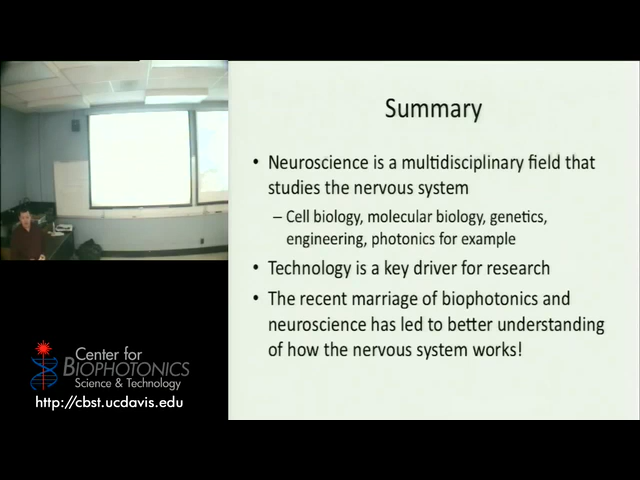 Summary
• Neuroscience is a multidisciplinary field that
studies the nervous system
– Cell biology, molecular biology, genetics,
engineering, photonics for example
• Technology is a key driver for research
• The recent marriage of biophotonics and
neuroscience has led to better understanding
of how the nervous system works!
Center for
BIOPHOTONICS
Science & Technology
http://cbst.ucdavis.edu